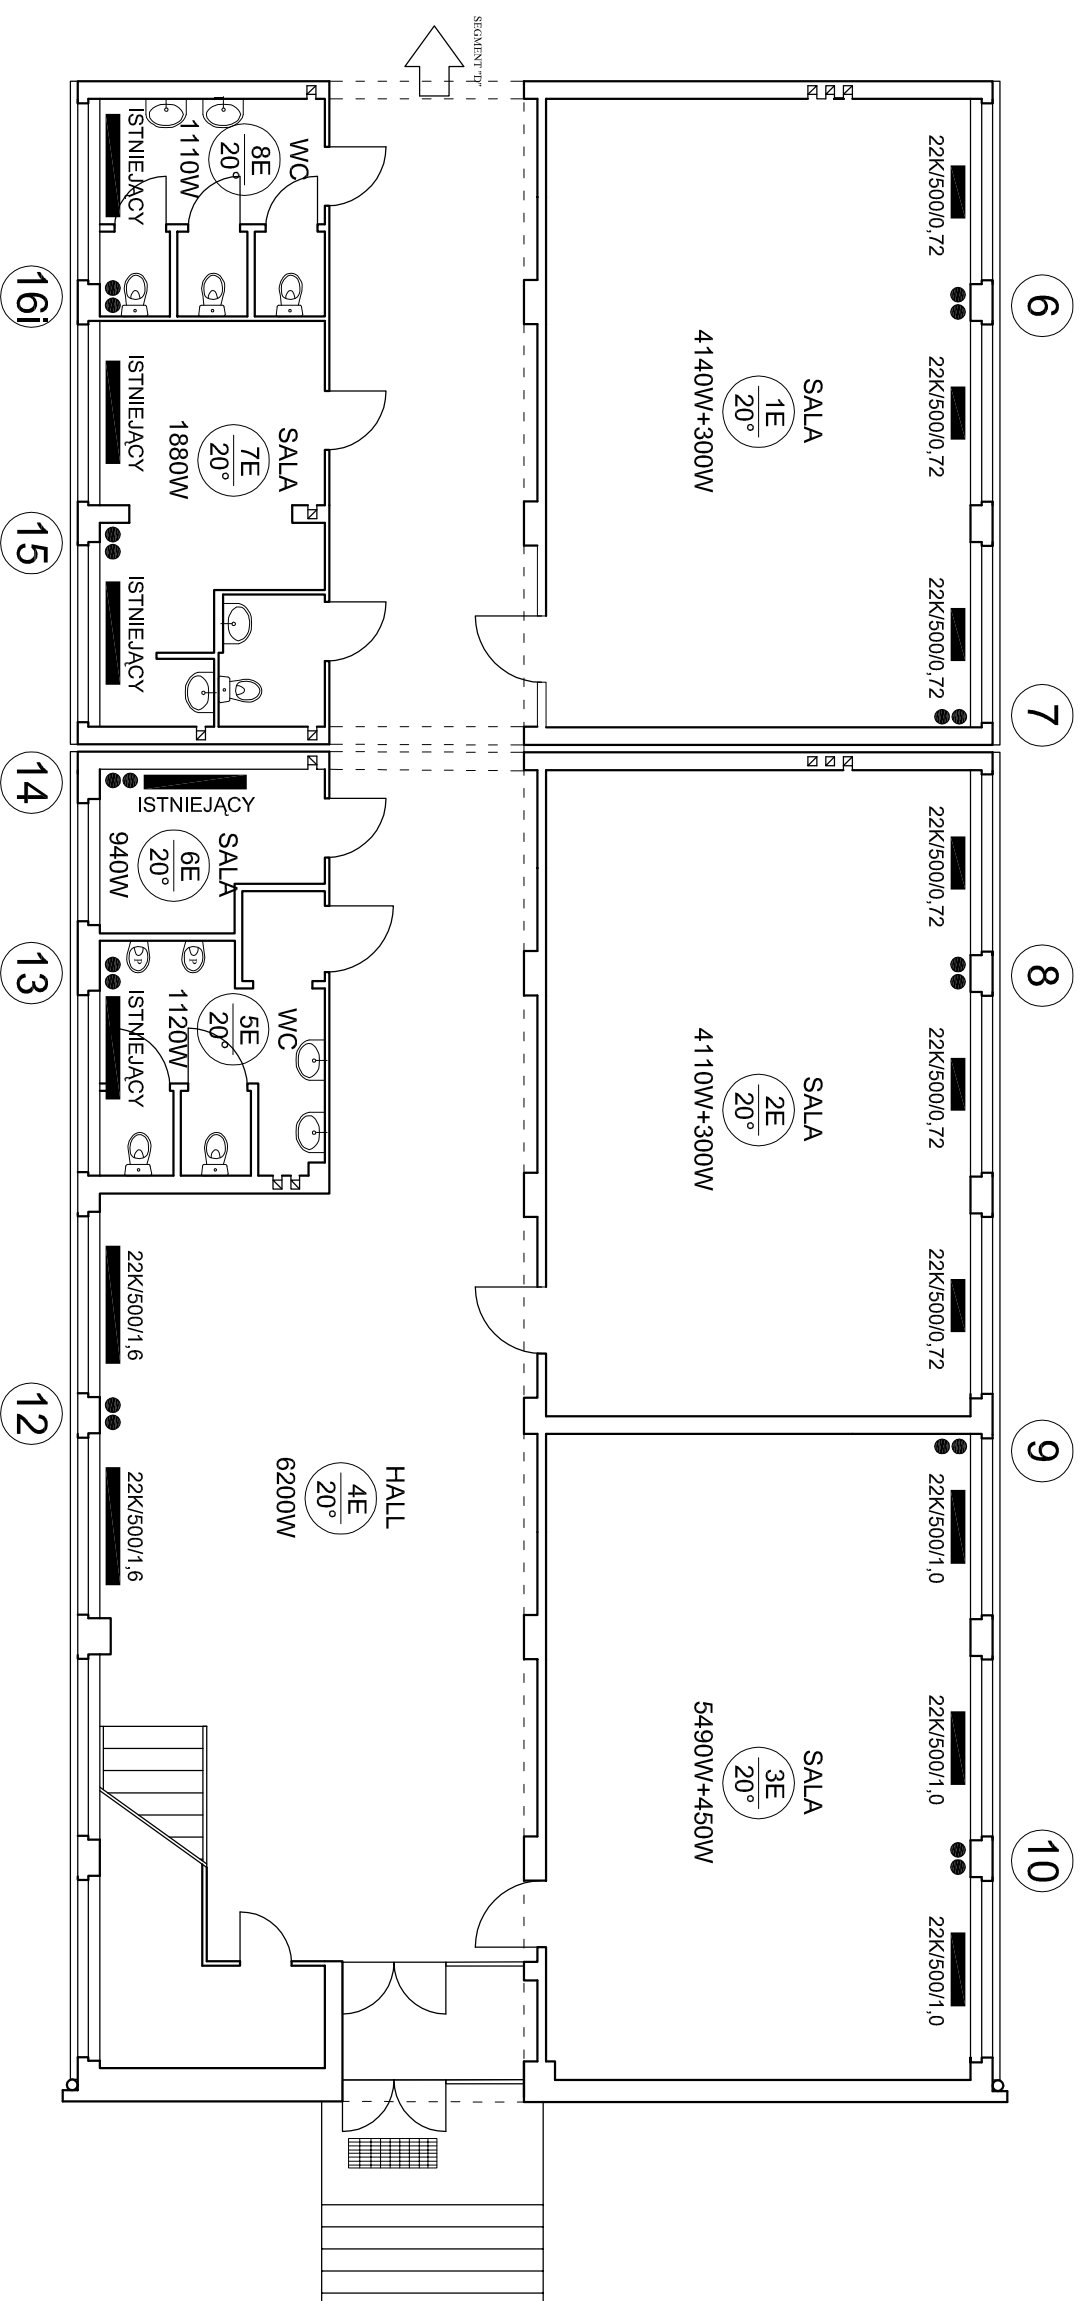 SEGMENT "D"
6
7
8
9
10
22K/500/0,72
22K/500/0,72
22K/500/0,72
22K/500/0,72
22K/500/0,72
22K/500/0,72
22K/500/1,0
22K/500/1,0
22K/500/1,0
SALA
1E
20°
4140W+300W
SALA
2E
20°
4110W+300W
SALA
3E
20°
5490W+450W
WC
8E
20°
1110W
ISTNIEJĄCY
SALA
7E
20°
1880W
ISTNIEJĄCY
ISTNIEJĄCY
SALA
6E
20°
940W
ISTNIEJĄCY
WC
5E
20°
1120W
ISTNIEJĄCY
P
P
HALL
4E
20°
6200W
22K/500/1,6
22K/500/1,6
16i
15
14
13
12